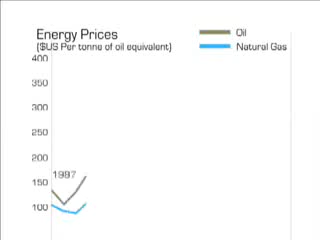 Energy Prices
($US Per tonne of oil equivalent)
Oil
Natural Gas
400
350
300
250
200
150
100
1997